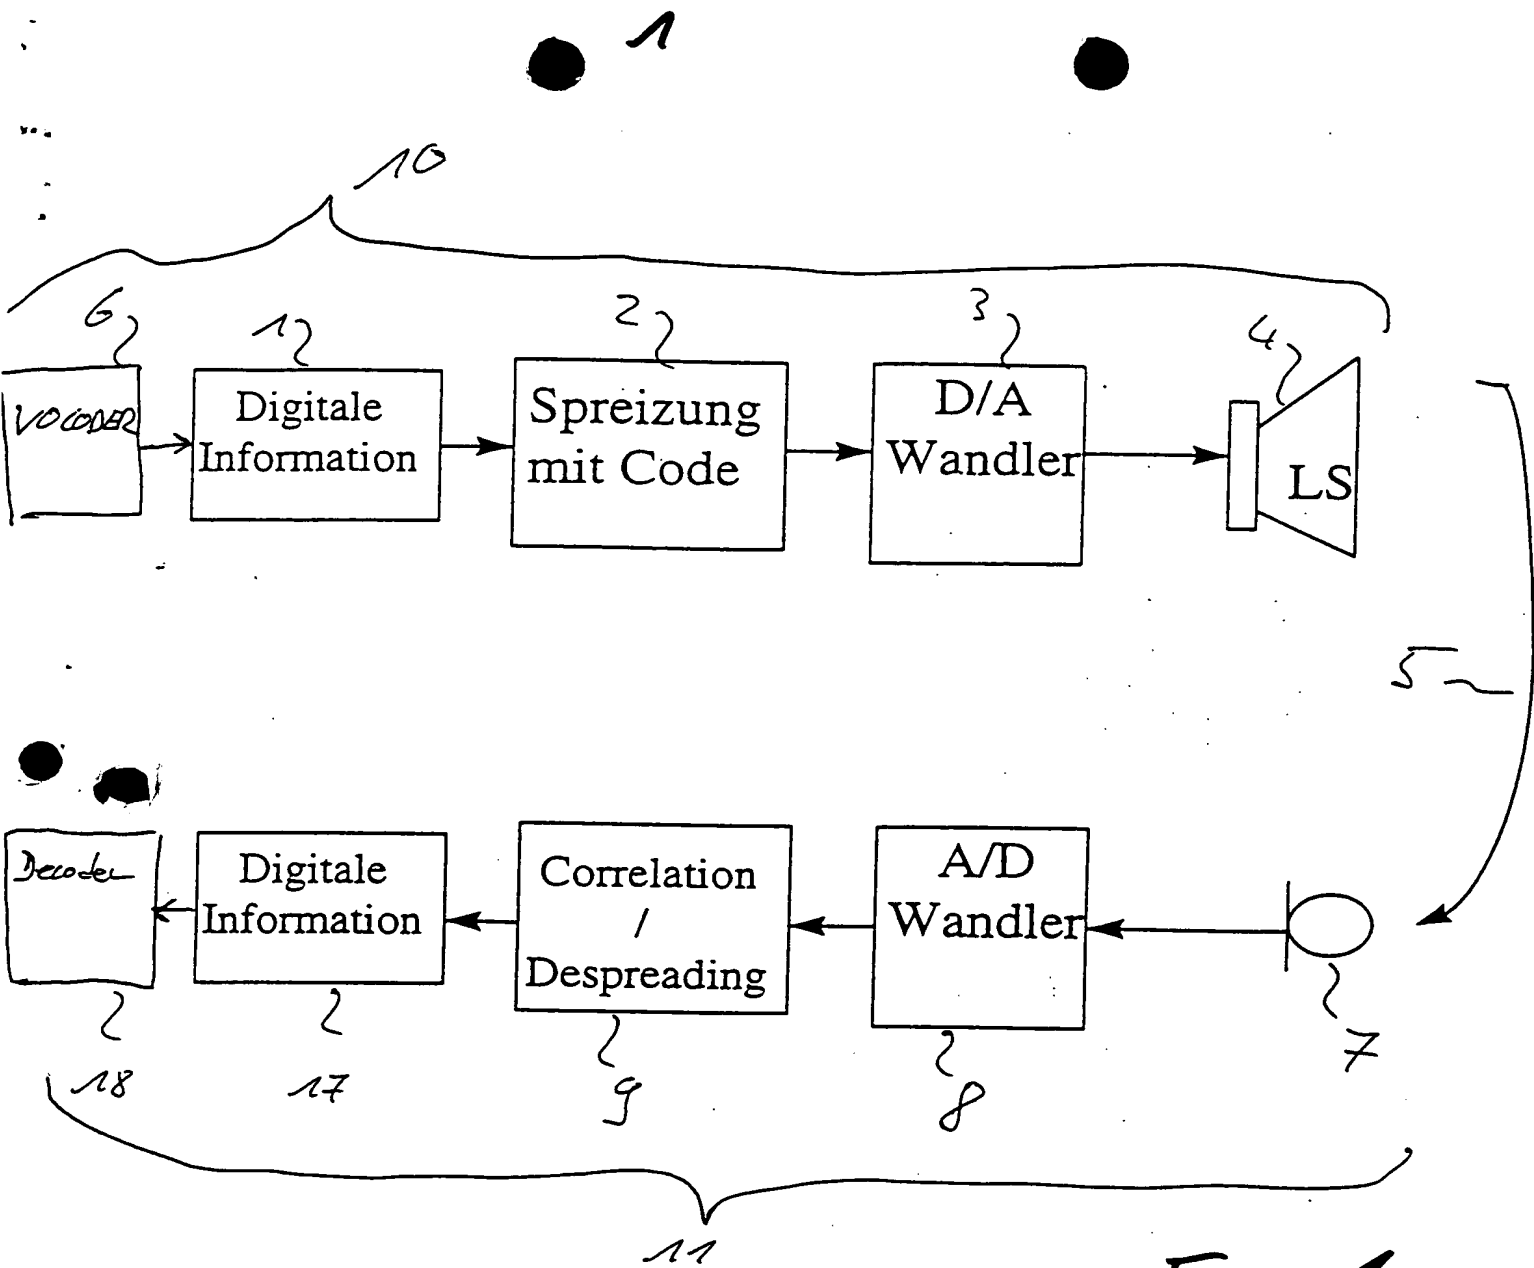 1
10
6
1
2
3
4
VOCODER
Digitale
Information
Spreizung
mit Code
D/A
Wandler
LS
5
Decoder
Digitale
Information
Correlation
/
Despreading
A/D
Wandler
18
17
9
8
7
11